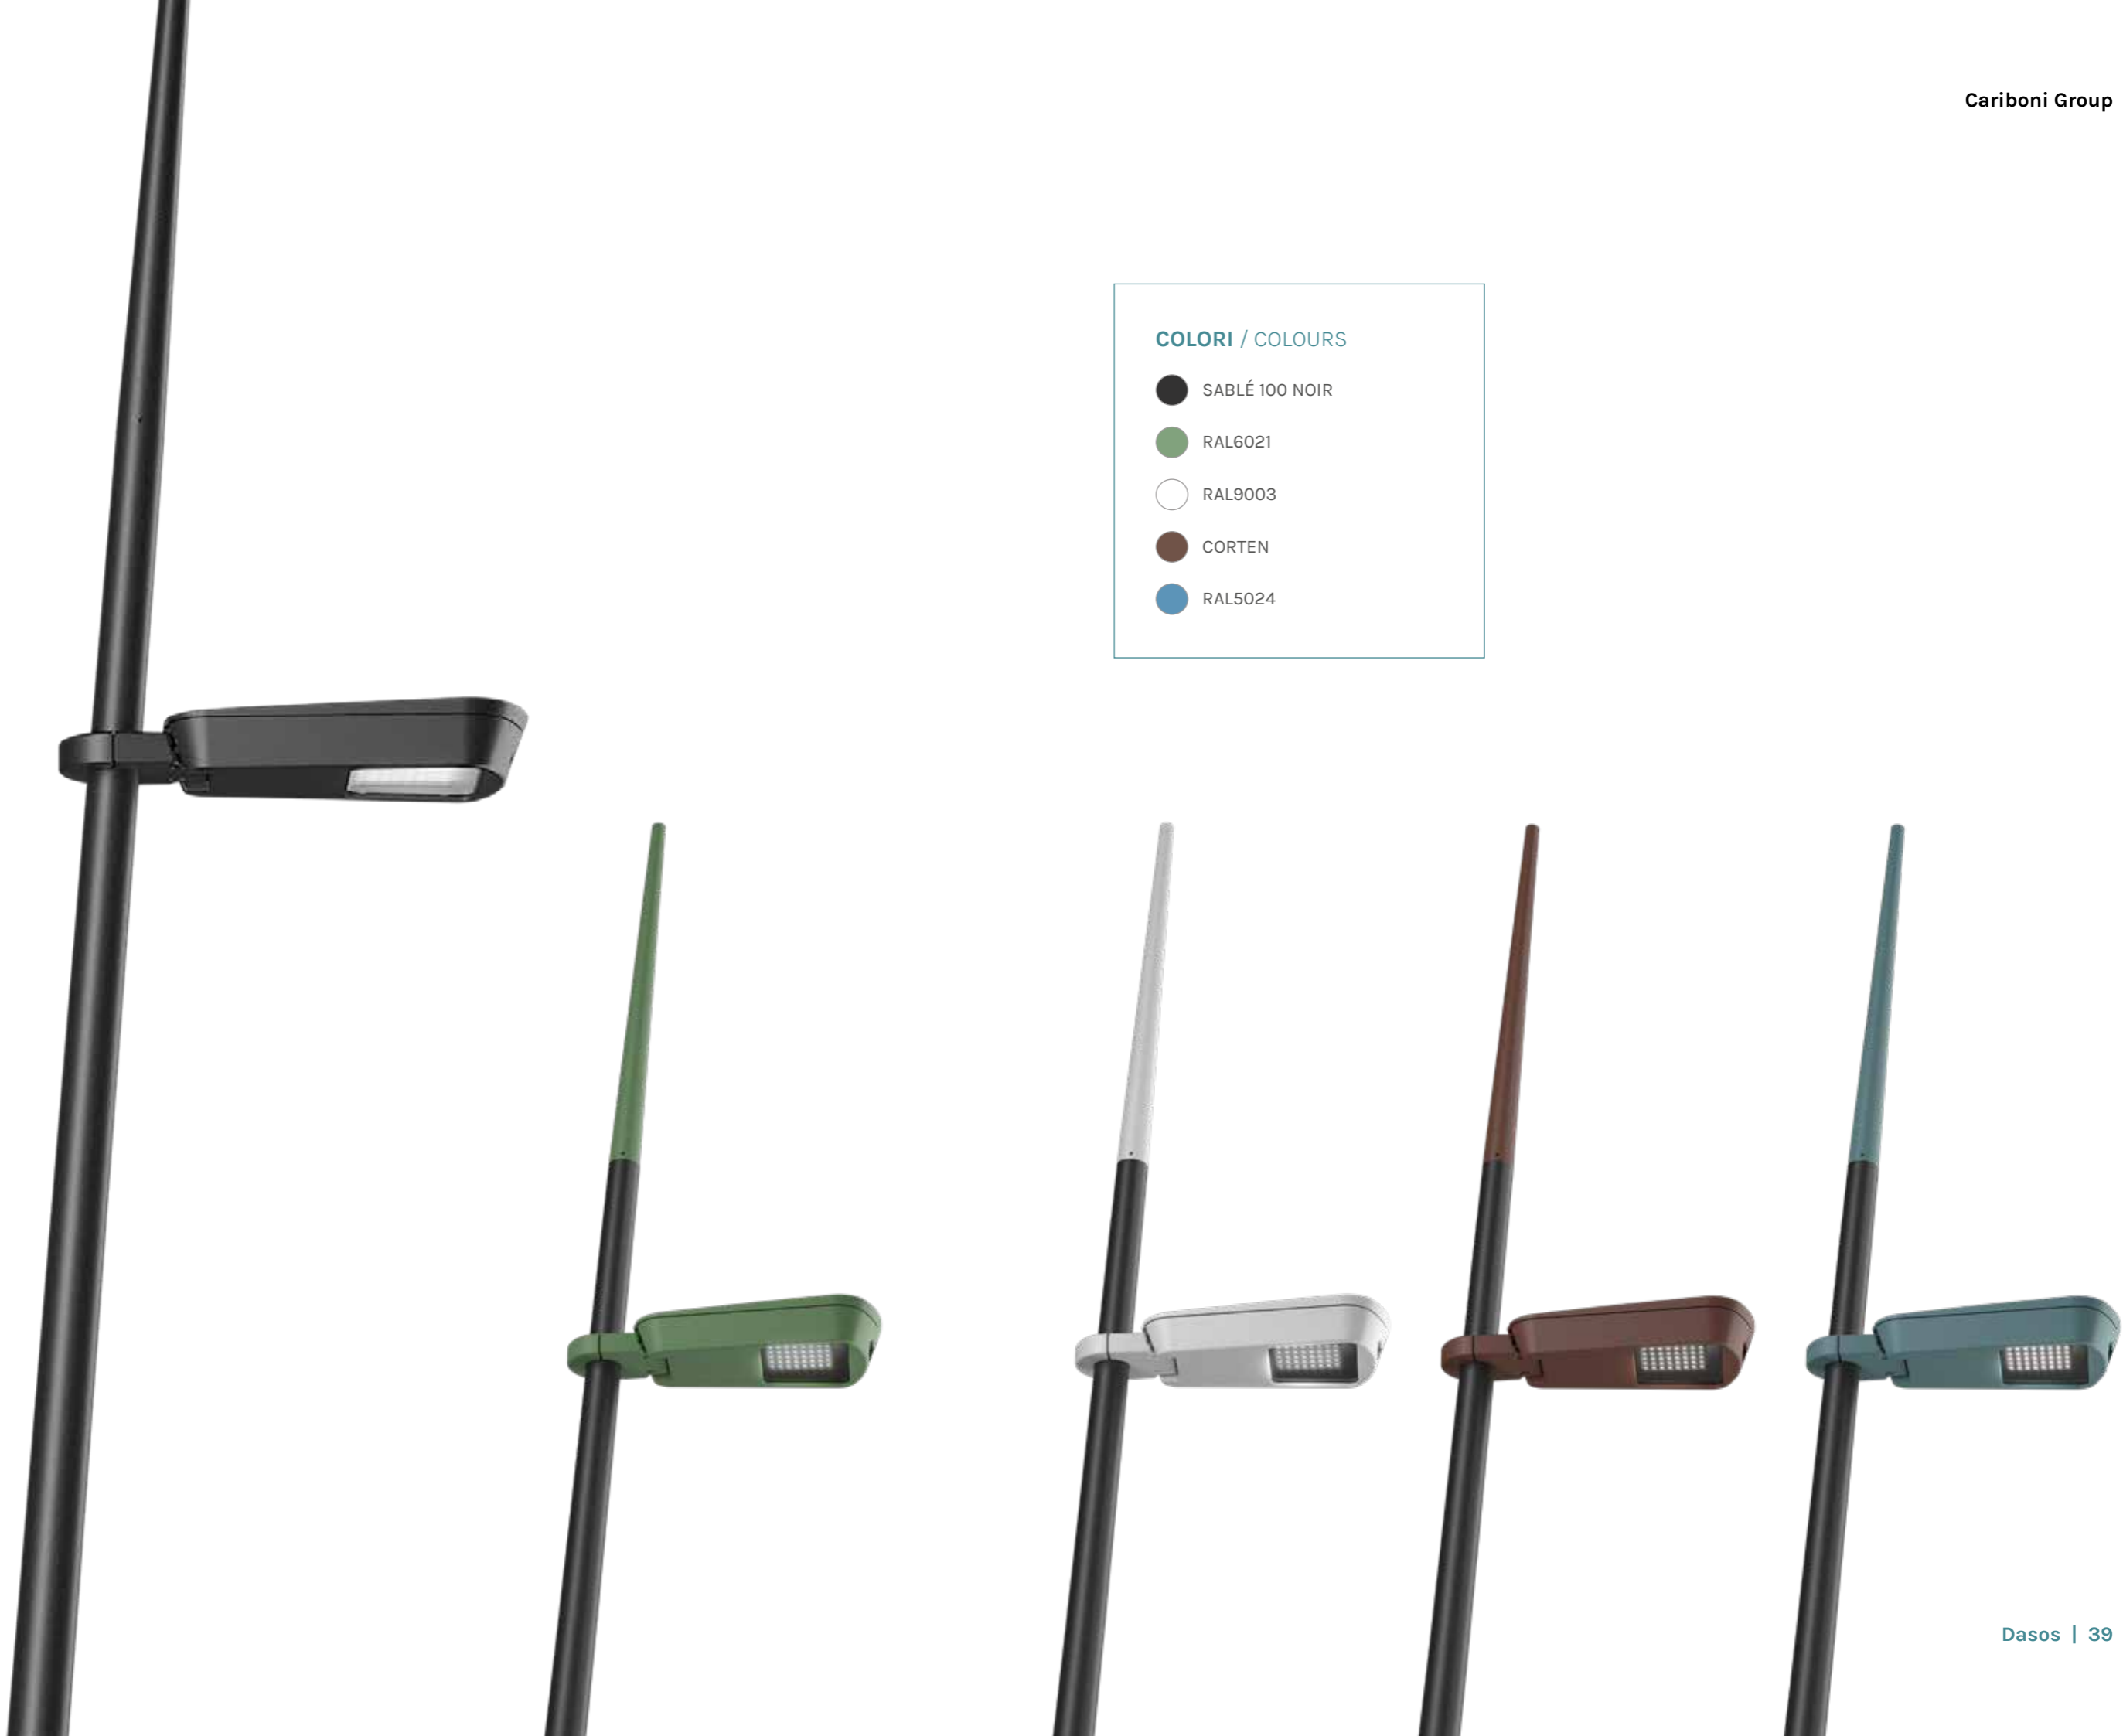 Cariboni Group
COLORI / COLOURS
SABLÉ 100 NOIR
RAL6021
RAL9003
CORTEN
RAL5024
Dasos | 39